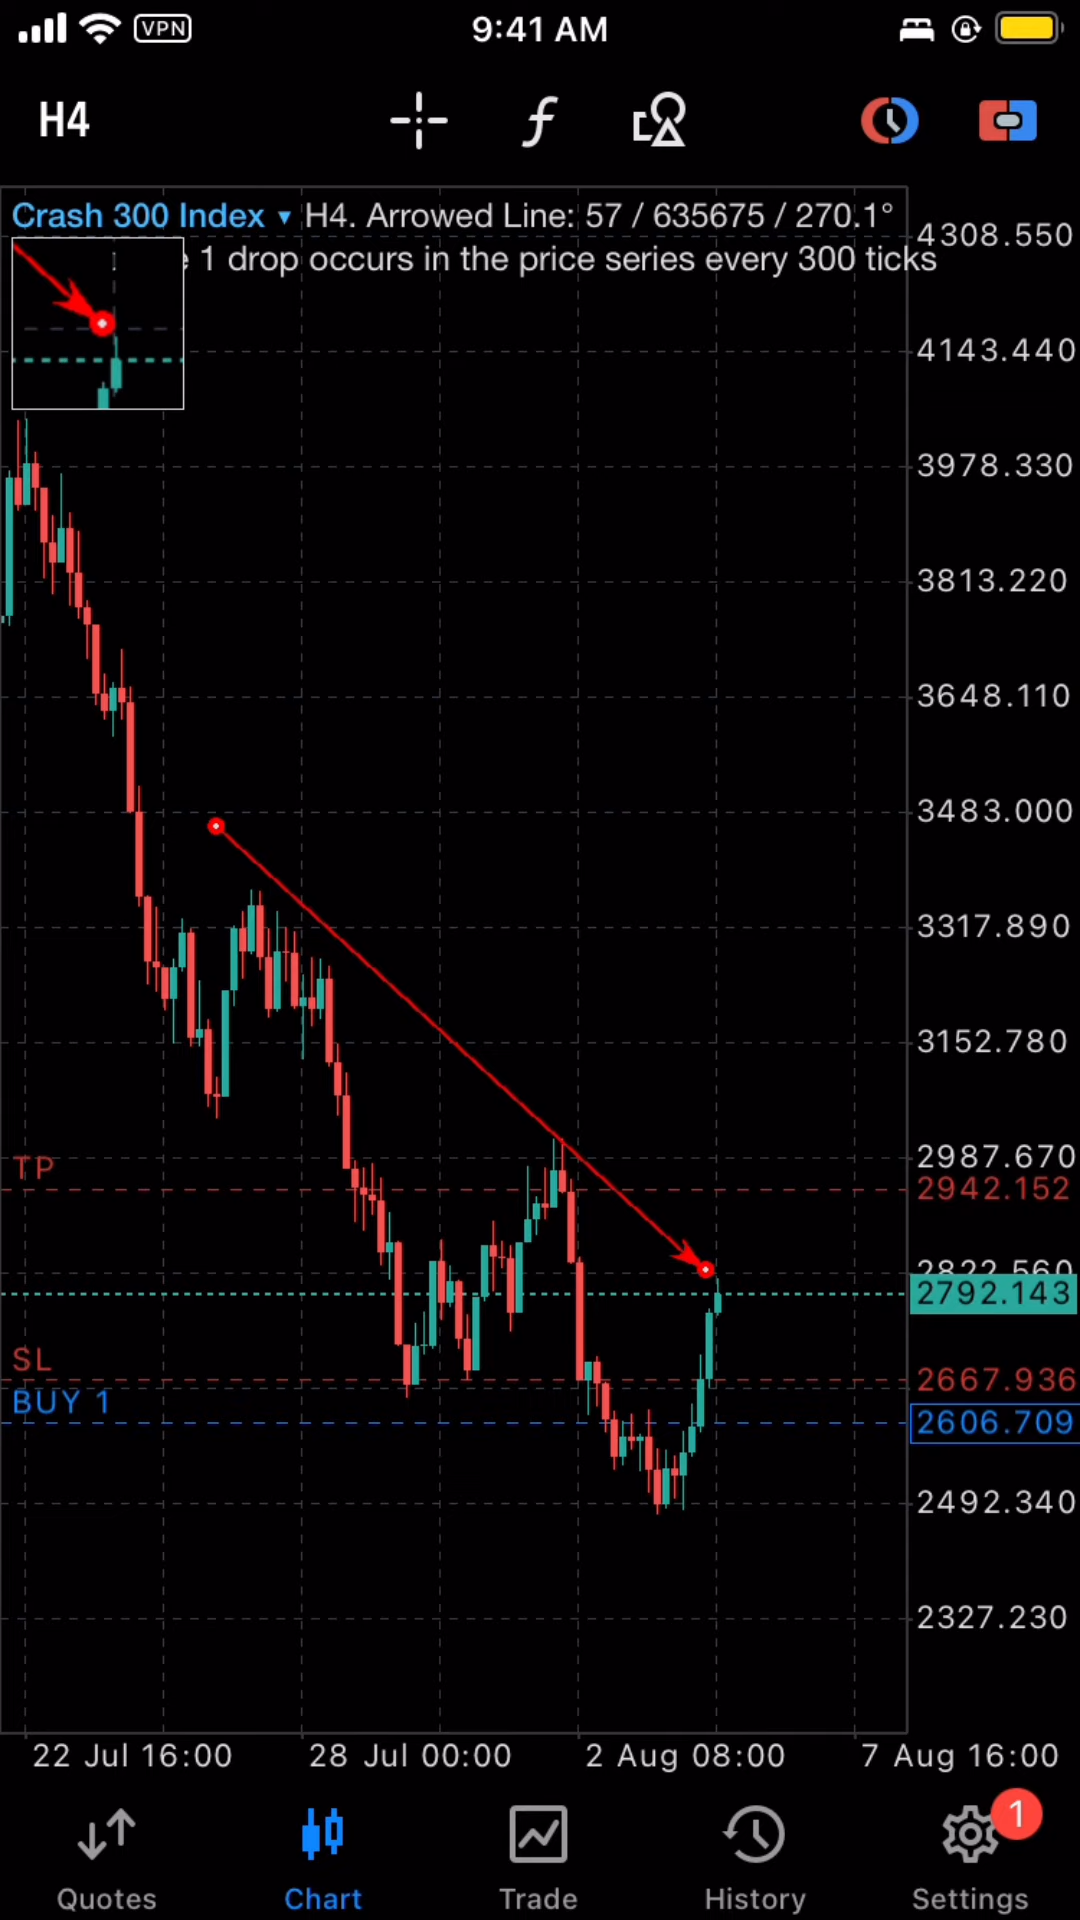 VPN
9:41 AM
H4
Crash 300 Index ▾ H4. Arrowed Line: 57 / 635675 / 270.1°
1 drop occurs in the price series every 300 ticks
4308.550
4143.440
3978.330
3813.220
3648.110
3483.000
3317.890
3152.780
2987.670
TP
2942.152
2822.560
2792.143
SL
2667.936
BUY 1
2606.709
2492.340
2327.230
22 Jul 16:00
28 Jul 00:00
2 Aug 08:00
7 Aug 16:00
1
Quotes
Chart
Trade
History
Settings